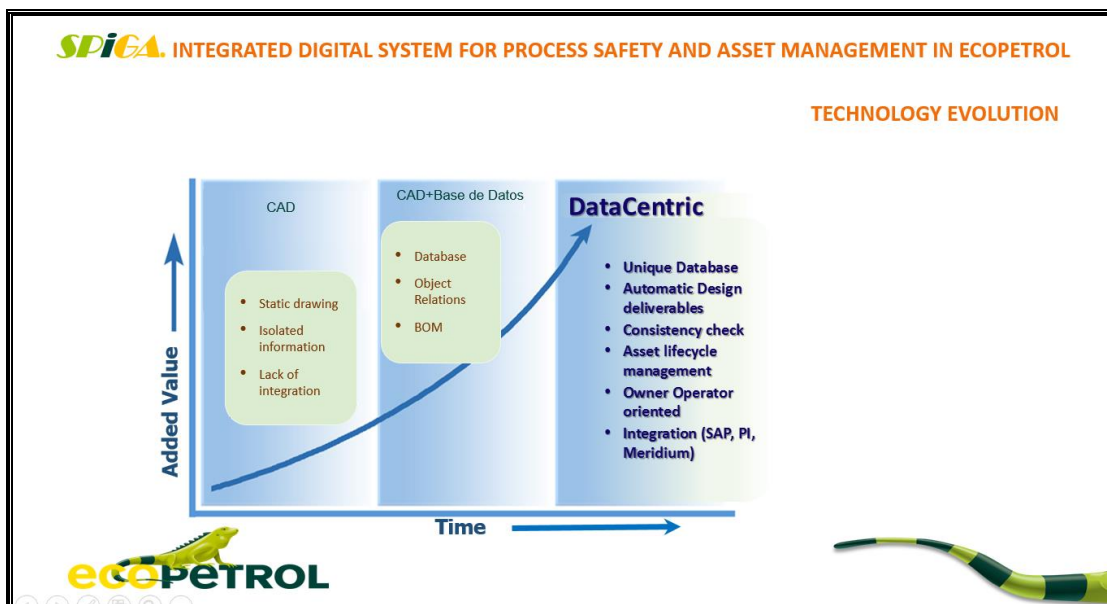 SPiGA. INTEGRATED DIGITAL SYSTEM FOR PROCESS SAFETY AND ASSET MANAGEMENT IN ECOPETROL
TECHNOLOGY EVOLUTION
CAD
CAD+Base de Datos
DataCentric
• Static drawing
• Isolated
information
• Lack of
integration
• Database
• Object
Relations
• BOM
• Unique Database
• Automatic Design
deliverables
• Consistency check
• Asset lifecycle
management
• Owner Operator
oriented
• Integration (SAP, PI,
Meridium)
Added Value
Time
ecoPETROL